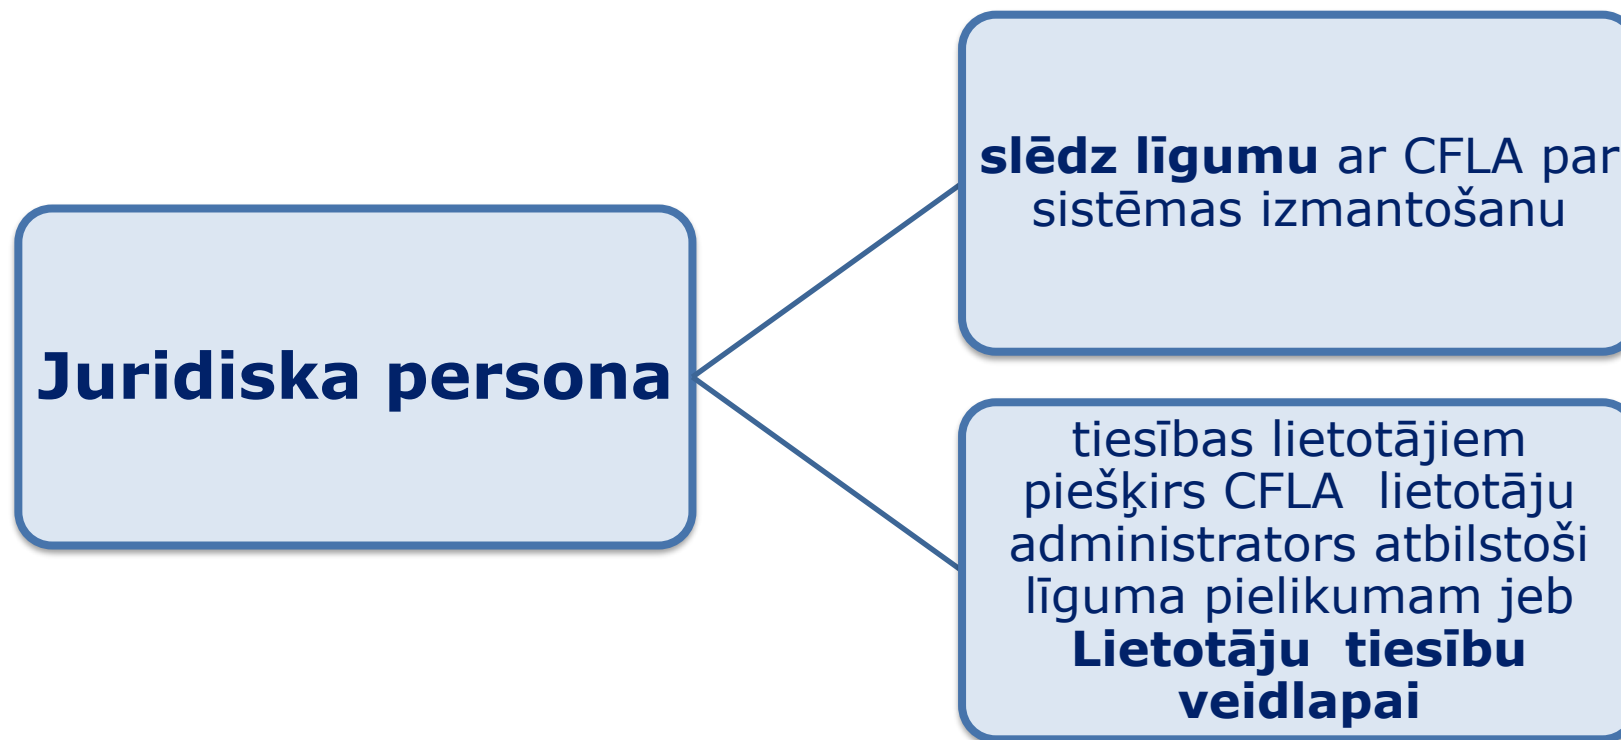 Juridiska persona
slēdz līgumu ar CFLA par
sistēmas izmantošanu
tiesības lietotājiem
piešķirs CFLA  lietotāju
administrators atbilstoši
līguma pielikumam jeb
Lietotāju  tiesību
veidlapai